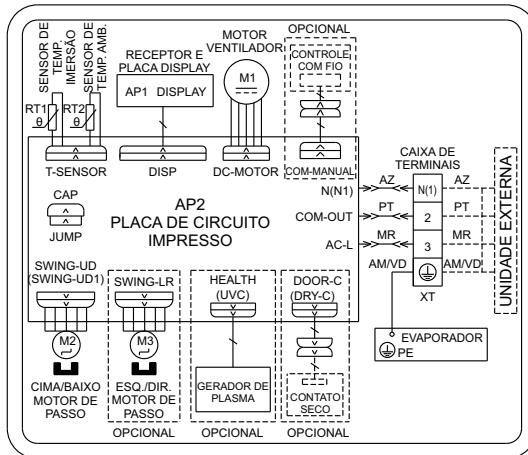 SENSOR DE
TEMP.
IMERSÃO
SENSOR DE
TEMP. AMB.
RT1
θ
RT2
θ
RECEPTOR E
PLACA DISPLAY
AP1 DISPLAY
MOTOR
VENTILADOR
M1
OPCIONAL
CONTROLE
COM FIO
T-SENSOR
DISP
DC-MOTOR
COM-MANUAL
CAP
JUMP
AP2
PLACA DE CIRCUITO
IMPRESSO
N(N1)
COM-OUT
AC-L
AZ
PT
MR
AM/VD
CAIXA DE
TERMINAIS
N(1)
2
3
XT
AZ
PT
MR
AM/VD
UNIDADE EXTERNA
EVAPORADOR
PE
SWING-UD
(SWING-UD1)
M2
CIMA/BAIXO
MOTOR DE
PASSO
SWING-LR
M3
ESQ./DIR.
MOTOR DE
PASSO
OPCIONAL
HEALTH
(UVC)
GERADOR DE
PLASMA
OPCIONAL
DOOR-C
(DRY-C)
CONTATO
SECO
OPCIONAL